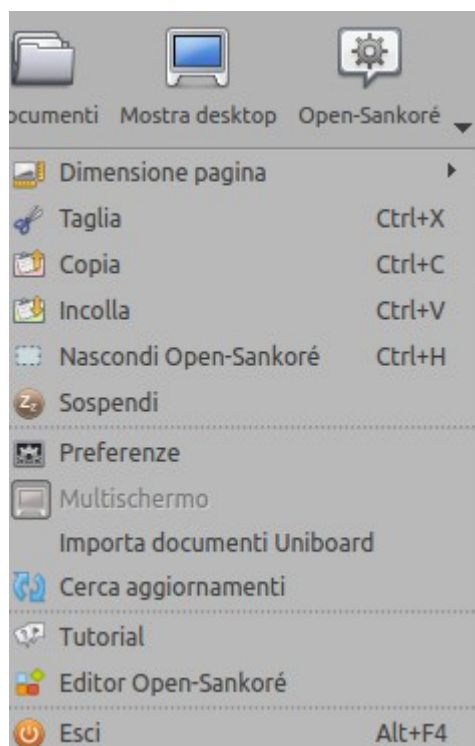 ocumenti Mostra desktop Open-Sankoré
Dimensione pagina
Taglia Ctrl+X
Copia Ctrl+C
Incolla Ctrl+V
Nascondi Open-Sankoré Ctrl+H
Zz Sospendi
Preferenze
Multischermo
Importa documenti Uniboard
Cerca aggiornamenti
Tutorial
Editor Open-Sankoré
Esci Alt+F4